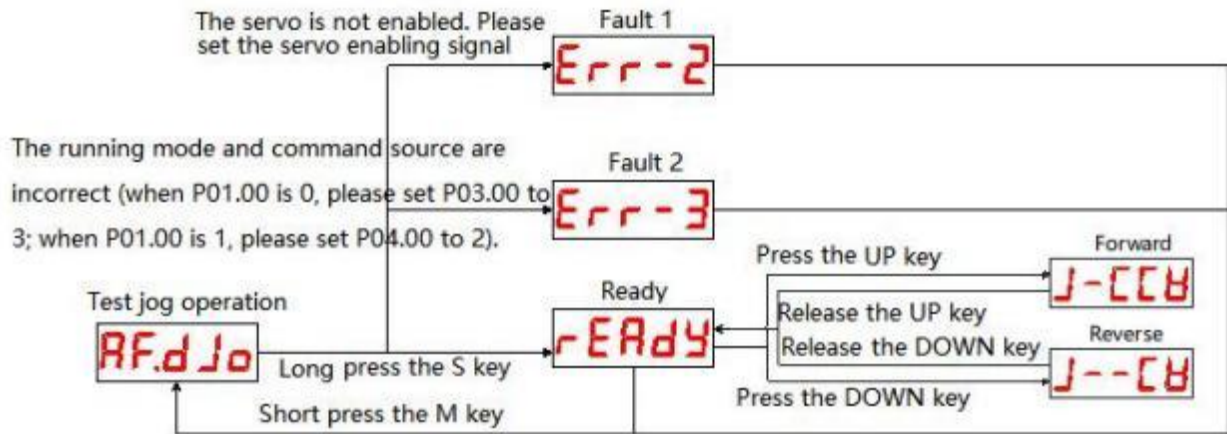 The servo is not enabled. Please
set the servo enabling signal
Fault 1
Err-2
The running mode and command source are
incorrect (when P01.00 is 0, please set P03.00 to
3; when P01.00 is 1, please set P04.00 to 2).
Fault 2
Err-3
Test jog operation
AF.dJo
Long press the S key
Short press the M key
Ready
rEAdY
Press the UP key
Release the UP key
Release the DOWN key
Press the DOWN key
Forward
J-CCW
Reverse
J--CW